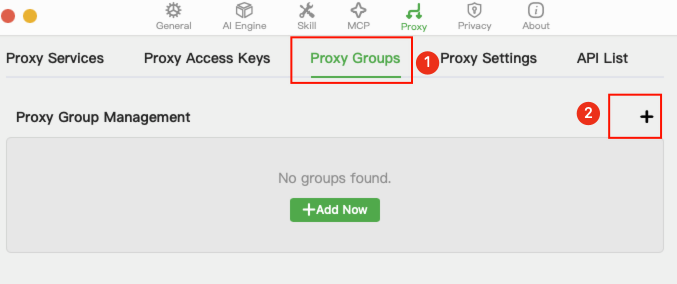 General AI Engine Skill MCP Proxy Privacy About
Proxy Services Proxy Access Keys Proxy Groups 1 Proxy Settings API List
2
Proxy Group Management +
No groups found.
+Add Now